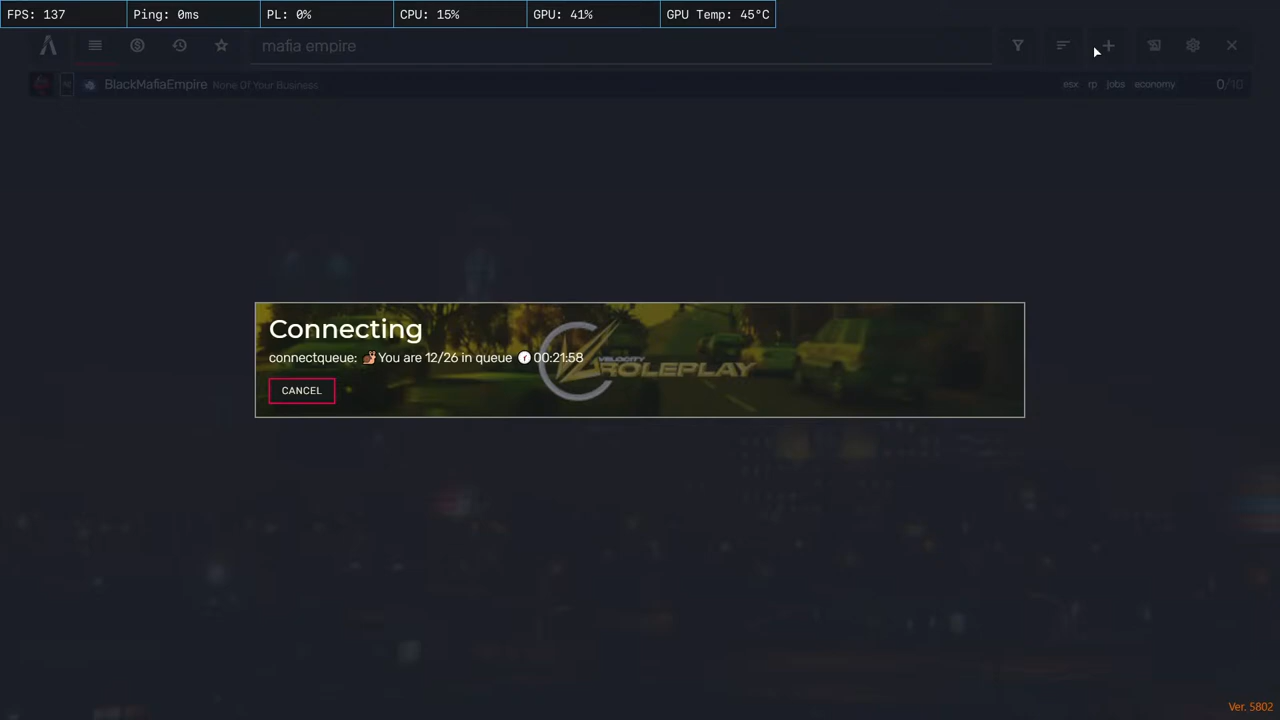 FPS: 137 Ping: 0ms PL: 0% CPU: 15% GPU: 41% GPU Temp: 45°C
mafia empire
BlackMafiaEmpire None Of Your Business esx rp jobs economy 0/10
Connecting
connectqueue: 🐌You are 12/26 in queue 🕐00:21:58
VELOCITY
ROLEPLAY
CANCEL
Ver. 5802